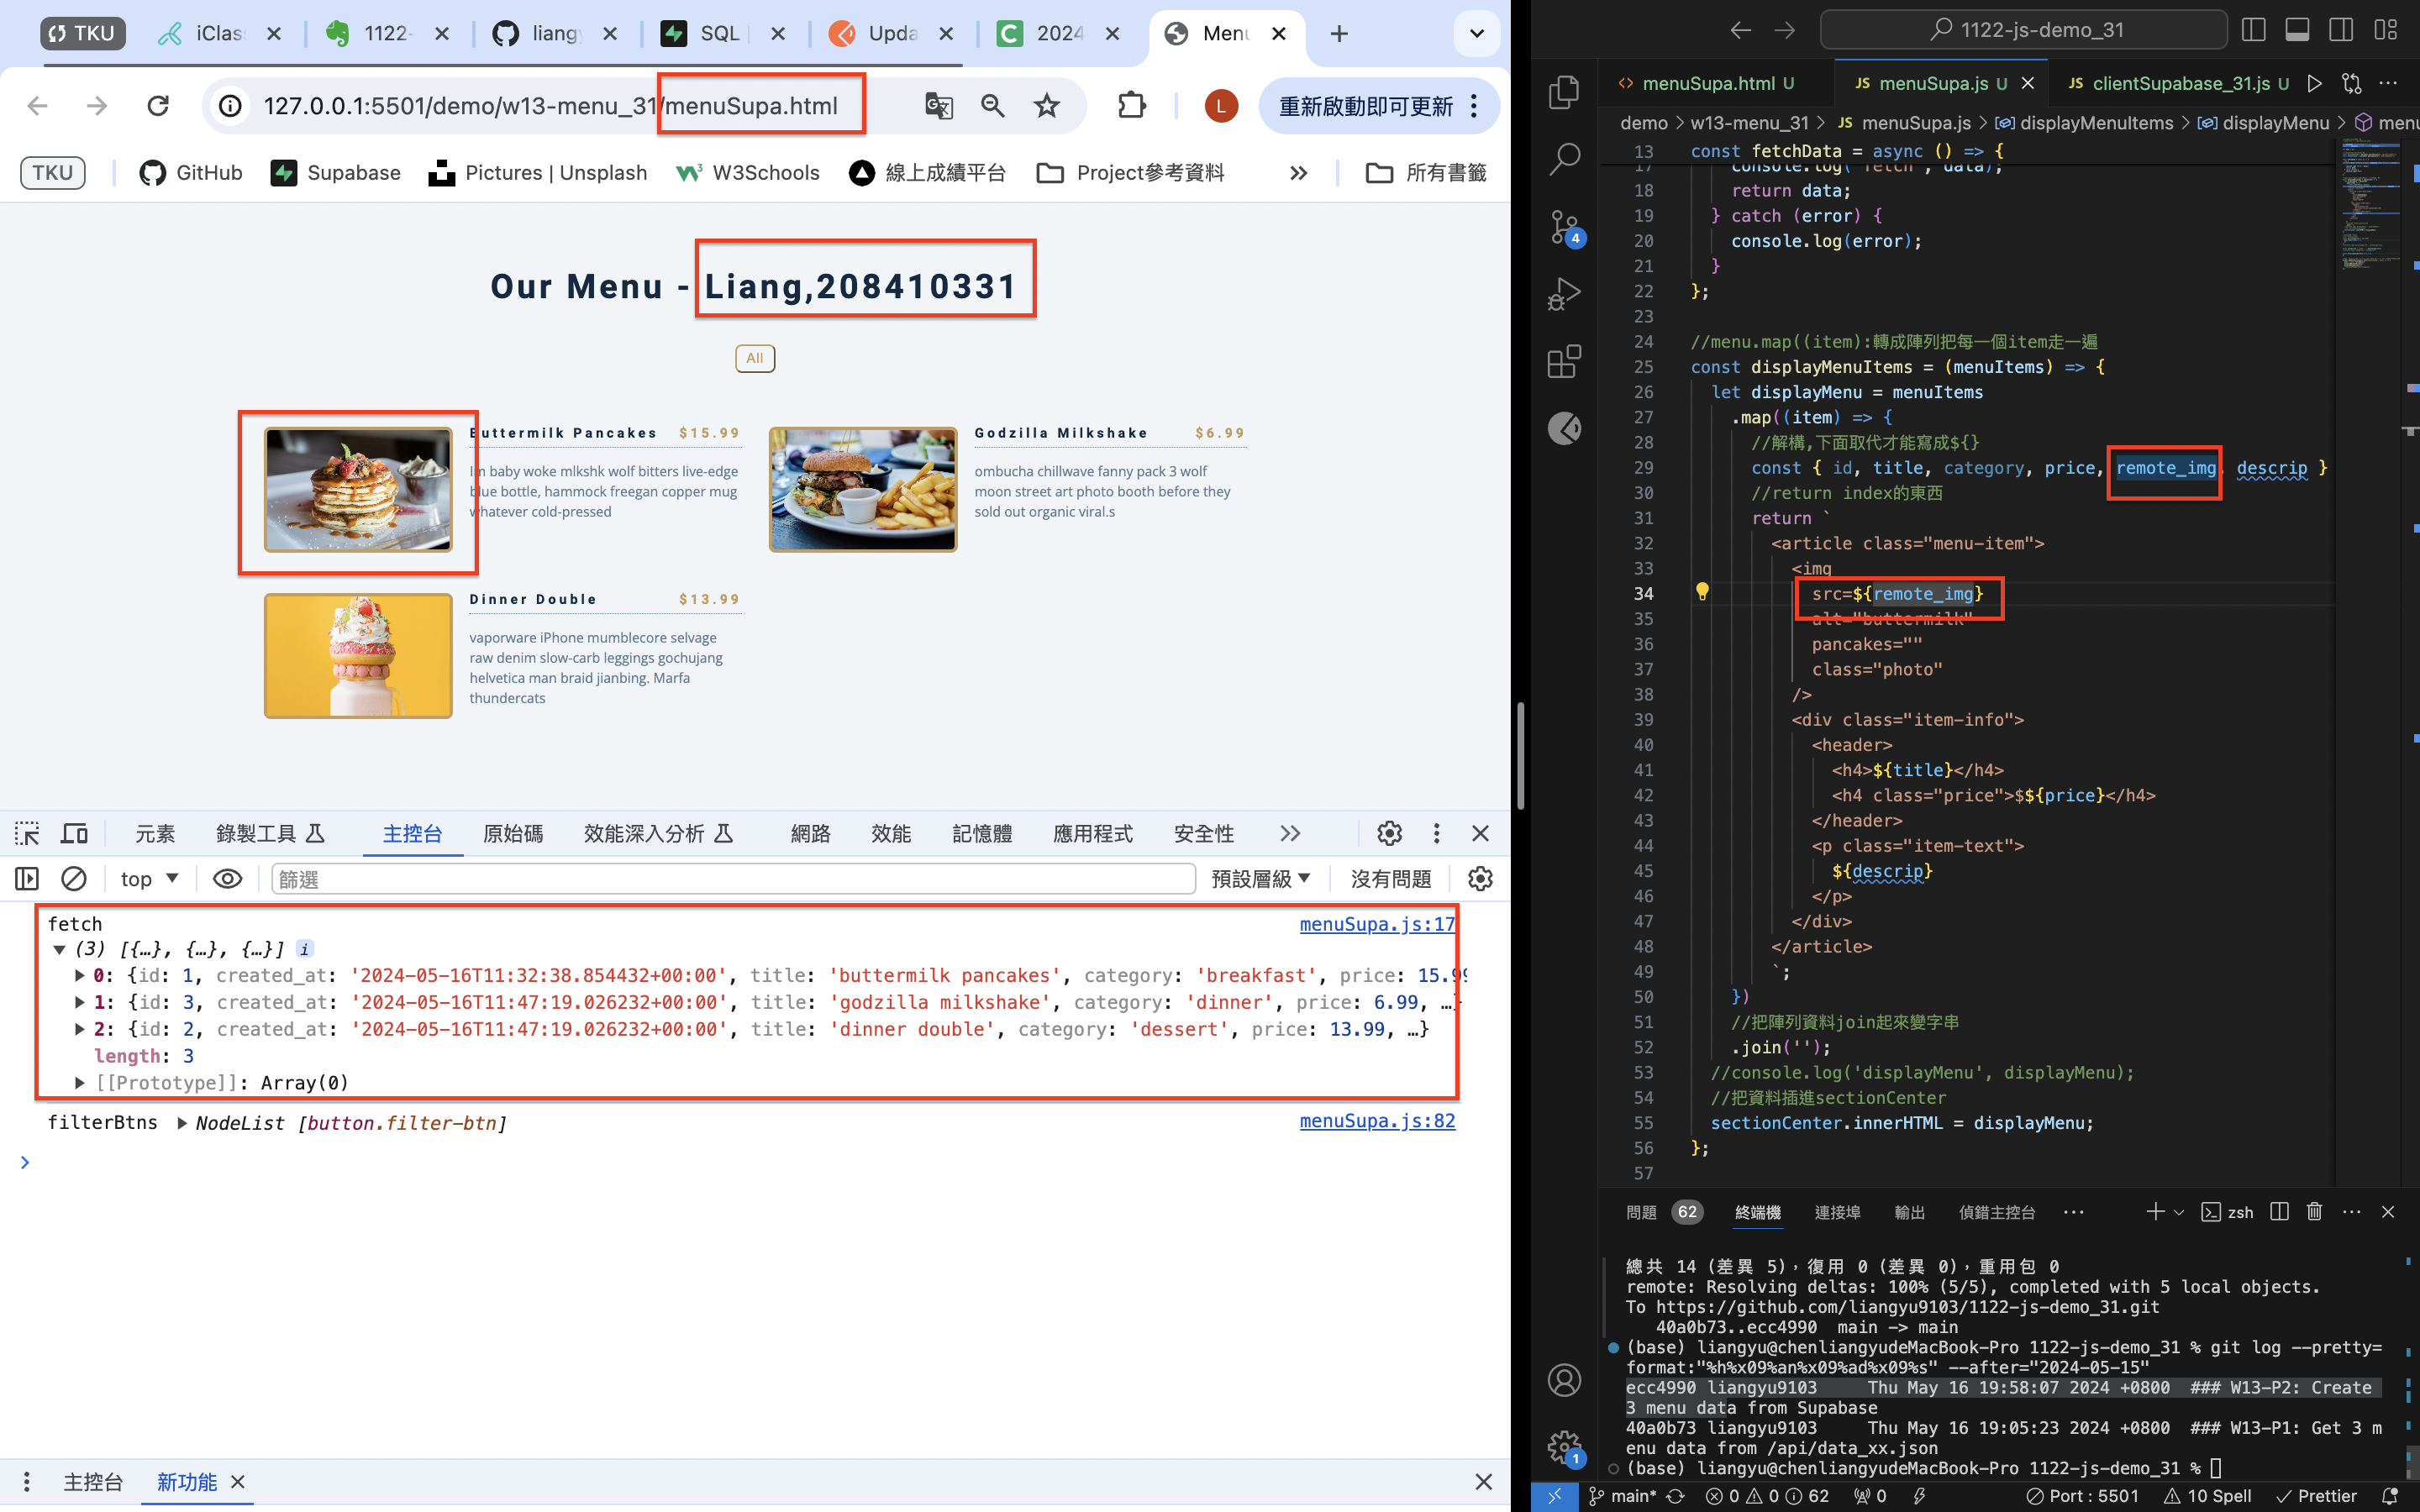 TKU
iClas
1122-
liangy
SQL
Upda
2024
Menu
127.0.0.1:5501/demo/w13-menu_31/menuSupa.html
L
重新啟動即可更新
TKU
GitHub
Supabase
Pictures | Unsplash
W3Schools
線上成績平台
Project參考資料
所有書籤
Our Menu - Liang,208410331
All
Buttermilk Pancakes $15.99
Im baby woke mlkshk wolf bitters live-edge
blue bottle, hammock freegan copper mug
whatever cold-pressed
Godzilla Milkshake $6.99
ombucha chillwave fanny pack 3 wolf
moon street art photo booth before they
sold out organic viral.s
Dinner Double $13.99
vaporware iPhone mumblecore selvage
raw denim slow-carb leggings gochujang
helvetica man braid jianbing. Marfa
thundercats
元素
錄製工具
主控台
原始碼
效能深入分析
網路
效能
記憶體
應用程式
安全性
top
篩選
預設層級
沒有問題
fetch menuSupa.js:17
(3) [{…}, {…}, {…}] i
0: {id: 1, created_at: '2024-05-16T11:32:38.854432+00:00', title: 'buttermilk pancakes', category: 'breakfast', price: 15.99
1: {id: 3, created_at: '2024-05-16T11:47:19.026232+00:00', title: 'godzilla milkshake', category: 'dinner', price: 6.99, …}
2: {id: 2, created_at: '2024-05-16T11:47:19.026232+00:00', title: 'dinner double', category: 'dessert', price: 13.99, …}
length: 3
[[Prototype]]: Array(0)
filterBtns NodeList [button.filter-btn] menuSupa.js:82
主控台
新功能
1122-js-demo_31
menuSupa.html U
JS menuSupa.js U
JS clientSupabase_31.js U
demo > w13-menu_31 > JS menuSupa.js > displayMenuItems > displayMenu > menu
13 const fetchData = async () => {
17 console.log('fetch', data);
18 return data;
19 } catch (error) {
20 console.log(error);
21 }
22 };
23
24 //menu.map((item):轉成陣列把每一個item走一遍
25 const displayMenuItems = (menuItems) => {
26 let displayMenu = menuItems
27 .map((item) => {
28 //解構,下面取代才能寫成${}
29 const { id, title, category, price, remote_img, descrip }
30 //return index的東西
31 return `
32 <article class="menu-item">
33 <img
34 src=${remote_img}
35 alt="buttermilk"
36 pancakes=""
37 class="photo"
38 />
39 <div class="item-info">
40 <header>
41 <h4>${title}</h4>
42 <h4 class="price">$${price}</h4>
43 </header>
44 <p class="item-text">
45 ${descrip}
46 </p>
47 </div>
48 </article>
49 `;
50 })
51 //把陣列資料join起來變字串
52 .join('');
53 //console.log('displayMenu', displayMenu);
54 //把資料插進sectionCenter
55 sectionCenter.innerHTML = displayMenu;
56 };
57
4
1
問題 62
終端機
連接埠
輸出
偵錯主控台
zsh
總共 14 (差異 5)，復用 0 (差異 0)，重用包 0
remote: Resolving deltas: 100% (5/5), completed with 5 local objects.
To https://github.com/liangyu9103/1122-js-demo_31.git
40a0b73..ecc4990 main -> main
(base) liangyu@chenliangyudeMacBook-Pro 1122-js-demo_31 % git log --pretty=
format:"%h%x09%an%x09%ad%x09%s" --after="2024-05-15"
ecc4990 liangyu9103 Thu May 16 19:58:07 2024 +0800 ### W13-P2: Create
3 menu data from Supabase
40a0b73 liangyu9103 Thu May 16 19:05:23 2024 +0800 ### W13-P1: Get 3 m
enu data from /api/data_xx.json
(base) liangyu@chenliangyudeMacBook-Pro 1122-js-demo_31 %
main* 0 0 62 0 Port : 5501 10 Spell Prettier